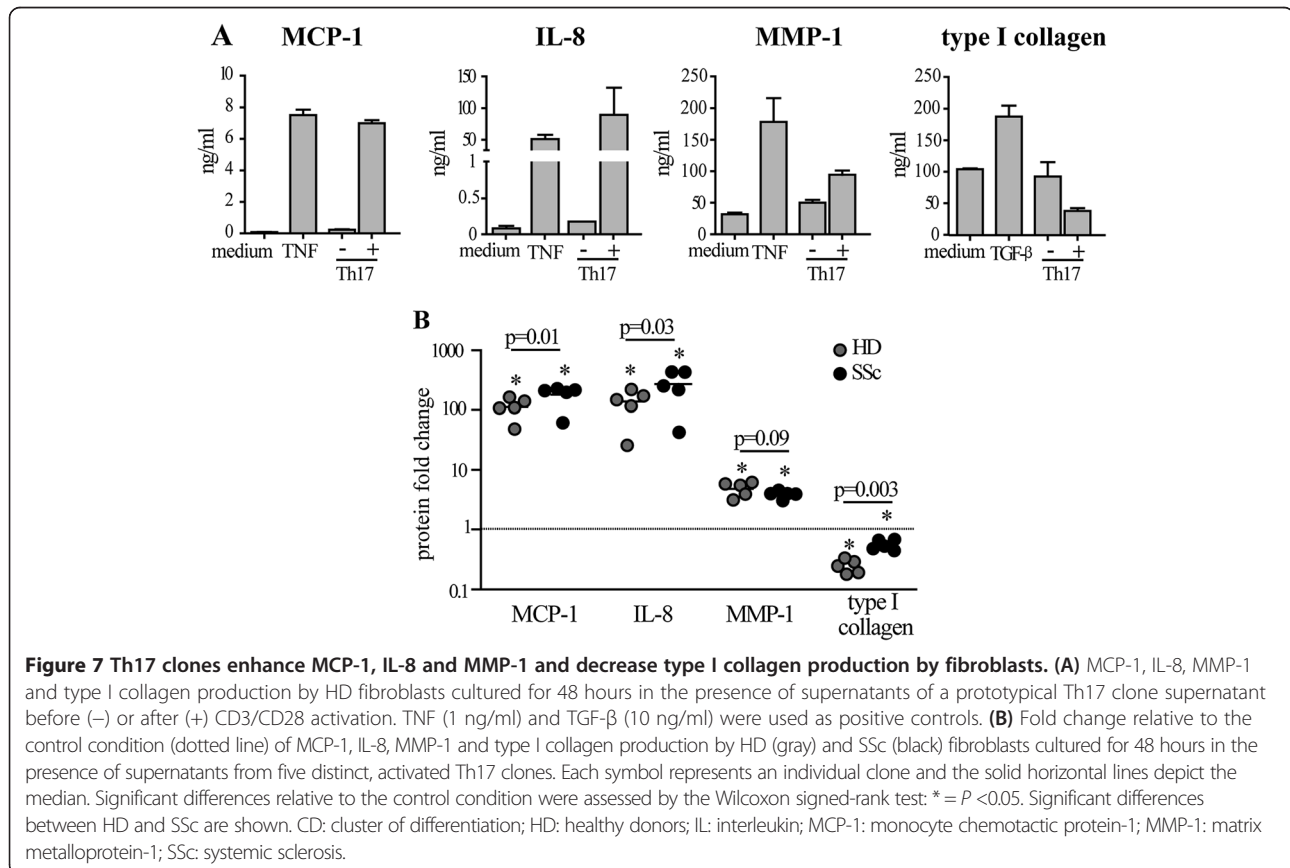 A
MCP-1 IL-8 MMP-1 type I collagen
ng/ml
10
8
6
4
2
0
medium TNF - +
Th17
ng/ml
150
100
50
1
0.5
0
medium TNF - +
Th17
ng/ml
250
200
150
100
50
0
medium TNF - +
Th17
ng/ml
250
200
150
100
50
0
medium TGF-β - +
Th17
B
protein fold change
1000
100
10
1
0.1
p=0.01
* *
p=0.03
* *
p=0.09
* *
p=0.003
* *
HD
SSc
MCP-1 IL-8 MMP-1 type I
collagen
Figure 7 Th17 clones enhance MCP-1, IL-8 and MMP-1 and decrease type I collagen production by fibroblasts. (A) MCP-1, IL-8, MMP-1
and type I collagen production by HD fibroblasts cultured for 48 hours in the presence of supernatants of a prototypical Th17 clone supernatant
before (−) or after (+) CD3/CD28 activation. TNF (1 ng/ml) and TGF-β (10 ng/ml) were used as positive controls. (B) Fold change relative to the
control condition (dotted line) of MCP-1, IL-8, MMP-1 and type I collagen production by HD (gray) and SSc (black) fibroblasts cultured for 48 hours in the
presence of supernatants from five distinct, activated Th17 clones. Each symbol represents an individual clone and the solid horizontal lines depict the
median. Significant differences relative to the control condition were assessed by the Wilcoxon signed-rank test: * = P <0.05. Significant differences
between HD and SSc are shown. CD: cluster of differentiation; HD: healthy donors; IL: interleukin; MCP-1: monocyte chemotactic protein-1; MMP-1: matrix
metalloprotein-1; SSc: systemic sclerosis.